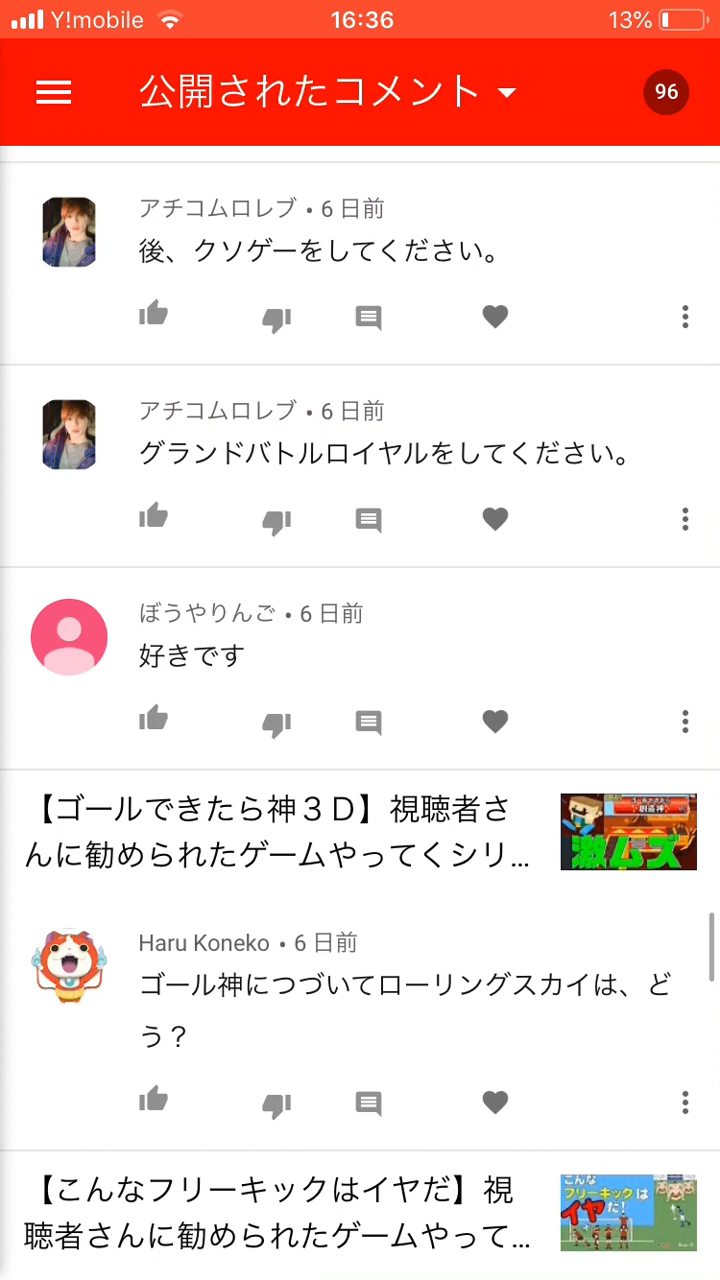 Y!mobile 16:36 13%
公開されたコメント 96
アチコムロレブ • 6 日前
後、クソゲーをしてください。
アチコムロレブ • 6 日前
グランドバトルロイヤルをしてください。
ぼうやりんご • 6 日前
好きです
【ゴールできたら神３Ｄ】視聴者さ
んに勧められたゲームやってくシリ...
激ムズ
Haru Koneko • 6 日前
ゴール神につづいてローリングスカイは、ど
う？
【こんなフリーキックはイヤだ】視
聴者さんに勧められたゲームやって...
こんな
フリーキックは
イヤだ!